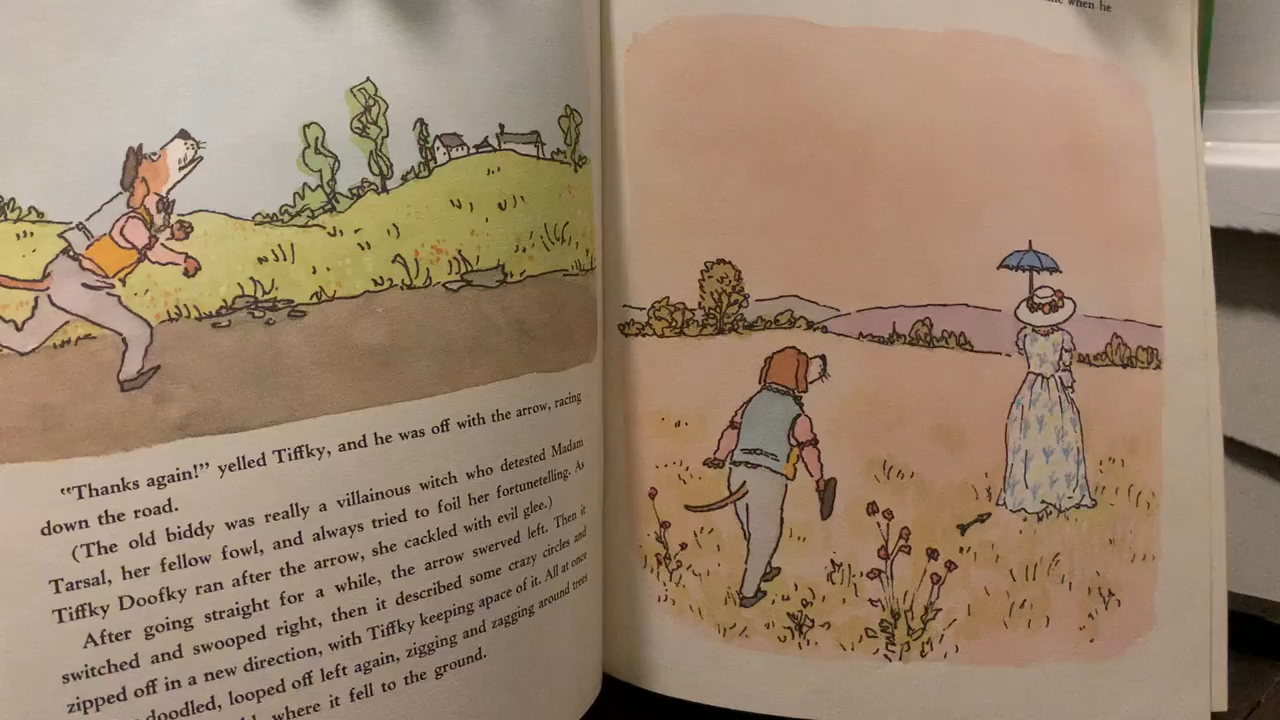 “Thanks again!” yelled Tiffky, and he was off with the arrow, racing
down the road.
(The old biddy was really a villainous witch who detested Madam
Tarsal, her fellow fowl, and always tried to foil her fortunetelling. As
Tiffky Doofky ran after the arrow, she cackled with evil glee.)
After going straight for a while, the arrow swerved left. Then it
switched and swooped right, then it described some crazy circles and
zipped off in a new direction, with Tiffky keeping apace of it. All at once
doodled, looped off left again, zigging and zagging around trees
where it fell to the ground.
when he